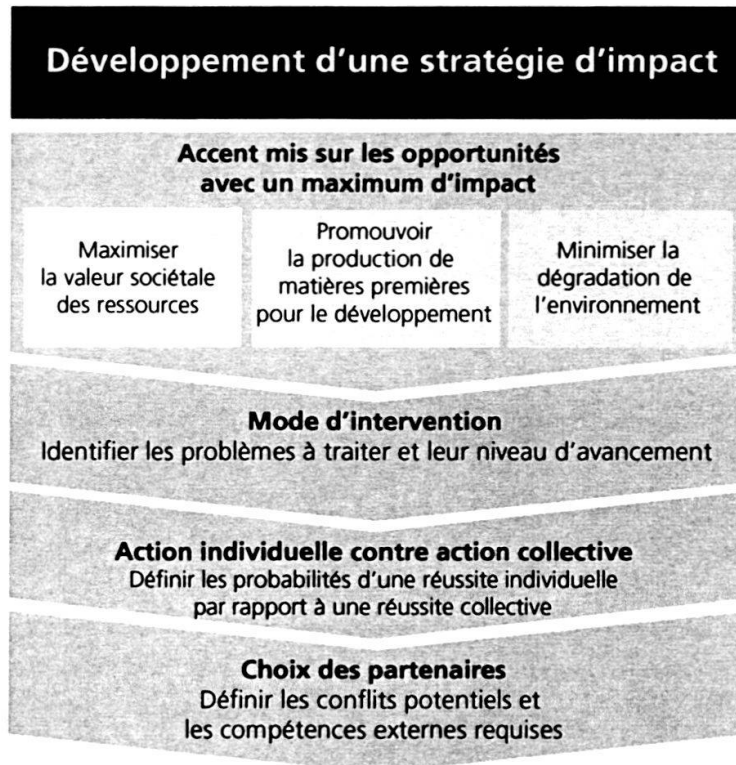 Développement d'une stratégie d'impact
Accent mis sur les opportunités
avec un maximum d'impact
Maximiser
la valeur sociétale
des ressources
Promouvoir
la production de
matières premières
pour le développement
Minimiser la
dégradation de
l'environnement
Mode d'intervention
Identifier les problèmes à traiter et leur niveau d'avancement
Action individuelle contre action collective
Définir les probabilités d'une réussite individuelle
par rapport à une réussite collective
Choix des partenaires
Définir les conflits potentiels et
les compétences externes requises